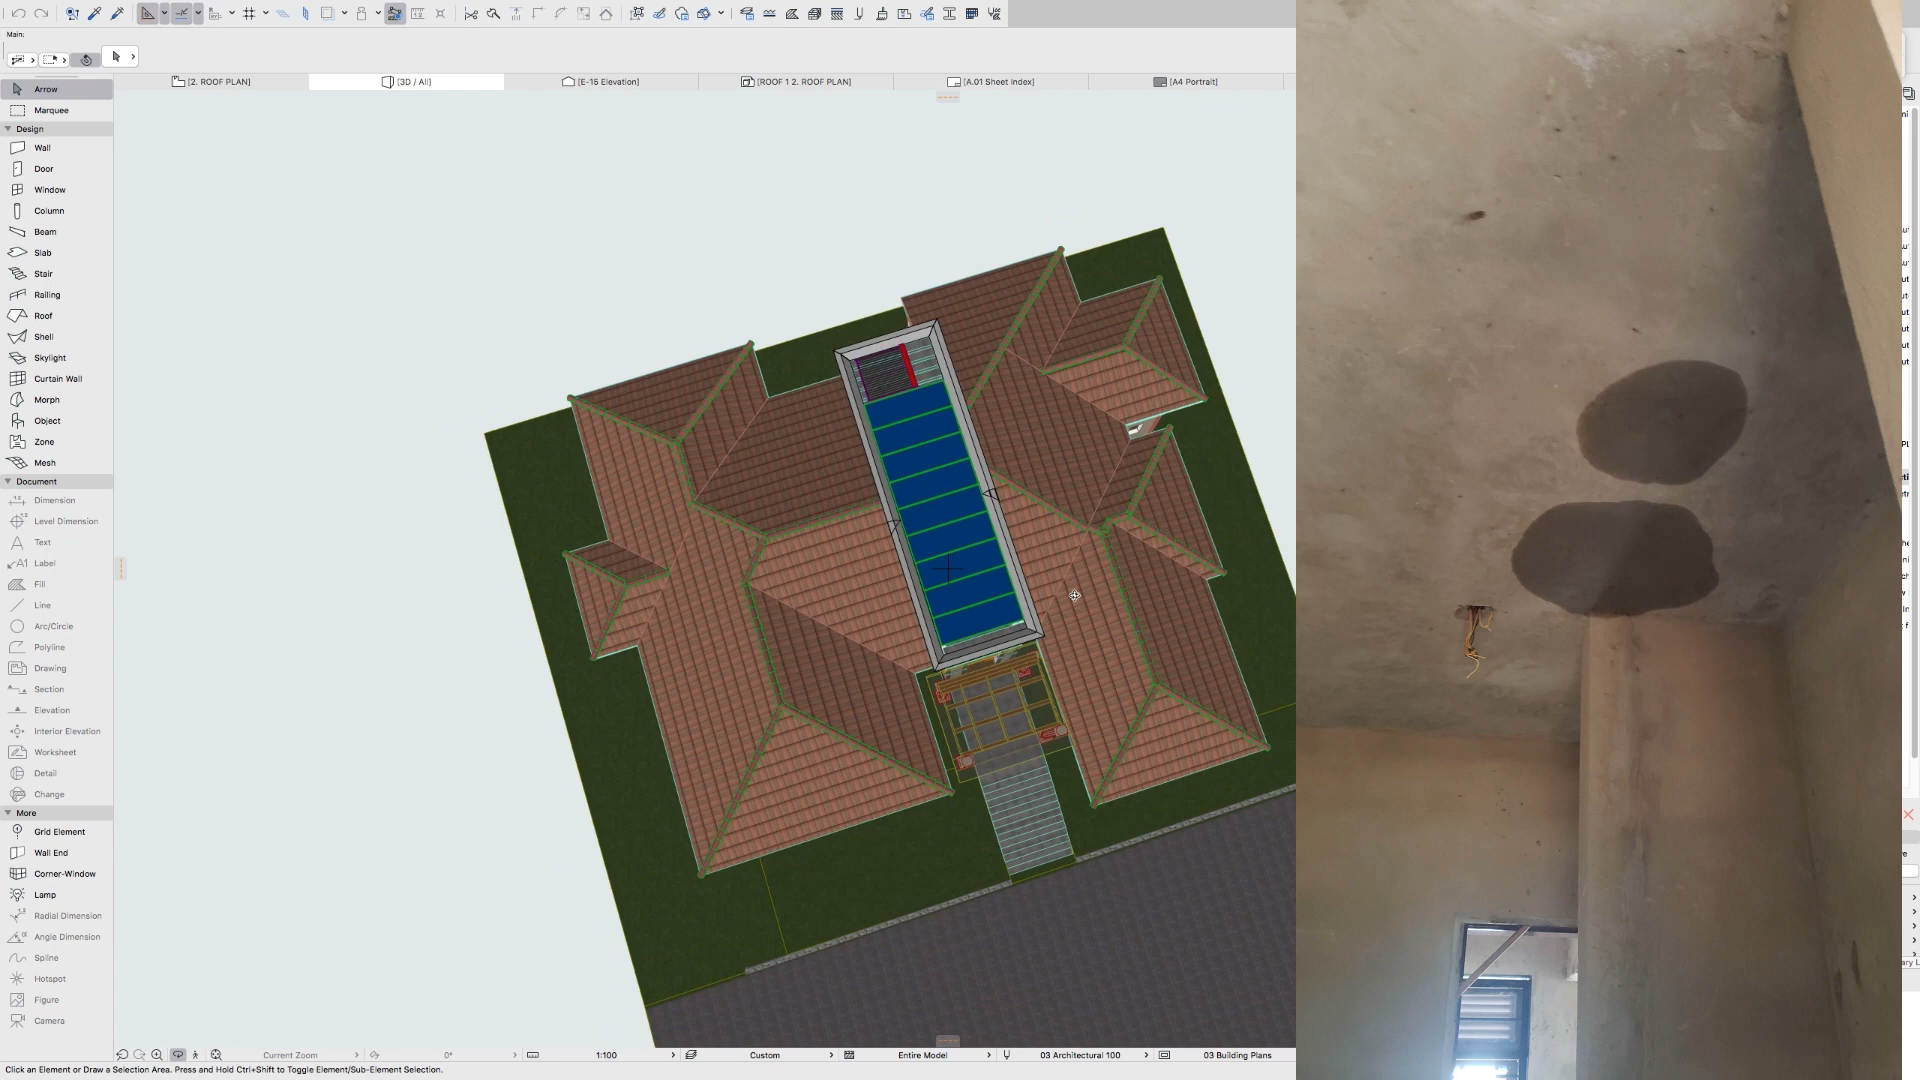 Main:
[2. ROOF PLAN]
[3D / All]
[E-15 Elevation]
[ROOF 1 2. ROOF PLAN]
[A.01 Sheet Index]
[A4 Portrait]
Arrow
Marquee
Design
Wall
Door
Window
Column
Beam
Slab
Stair
Railing
Roof
Shell
Skylight
Curtain Wall
Morph
Object
Zone
Mesh
Document
Dimension
Level Dimension
Text
A1 Label
Fill
Line
Arc/Circle
Polyline
Drawing
Section
Elevation
Interior Elevation
Worksheet
Detail
Change
More
Grid Element
Wall End
Corner-Window
Lamp
Radial Dimension
Angle Dimension
Spline
Hotspot
Figure
Camera
Current Zoom
0°
1:100
Custom
Entire Model
03 Architectural 100
03 Building Plans
Click an Element or Draw a Selection Area. Press and Hold Ctrl+Shift to Toggle Element/Sub-Element Selection.